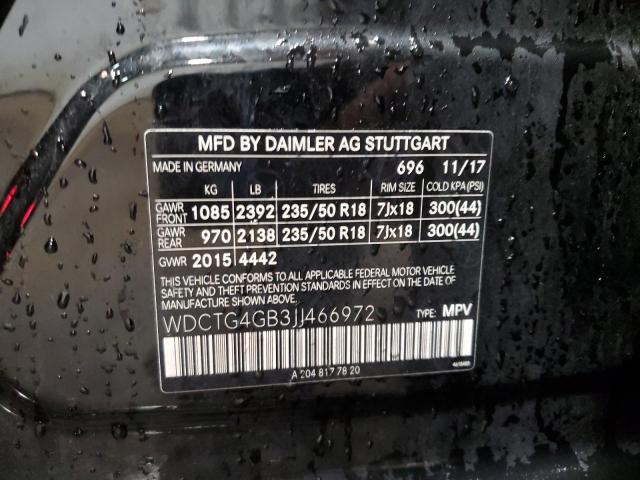 MFD BY DAIMLER AG STUTTGART
MADE IN GERMANY 696 11/17
KG LB TIRES RIM SIZE COLD KPA (PSI)
GAWR FRONT 1085 2392 235/50 R18 7Jx18 300(44)
GAWR REAR 970 2138 235/50 R18 7Jx18 300(44)
GVWR 2015 4442
THIS VEHICLE CONFORMS TO ALL APPLICABLE FEDERAL MOTOR VEHICLE
SAFETY AND THEFT PREVENTION STANDARDS IN EFFECT ON THE DATE
OF MANUFACTURE SHOWN ABOVE.
WDCTG4GB3JJ466972 TYPE: MPV
A 204 817 78 20